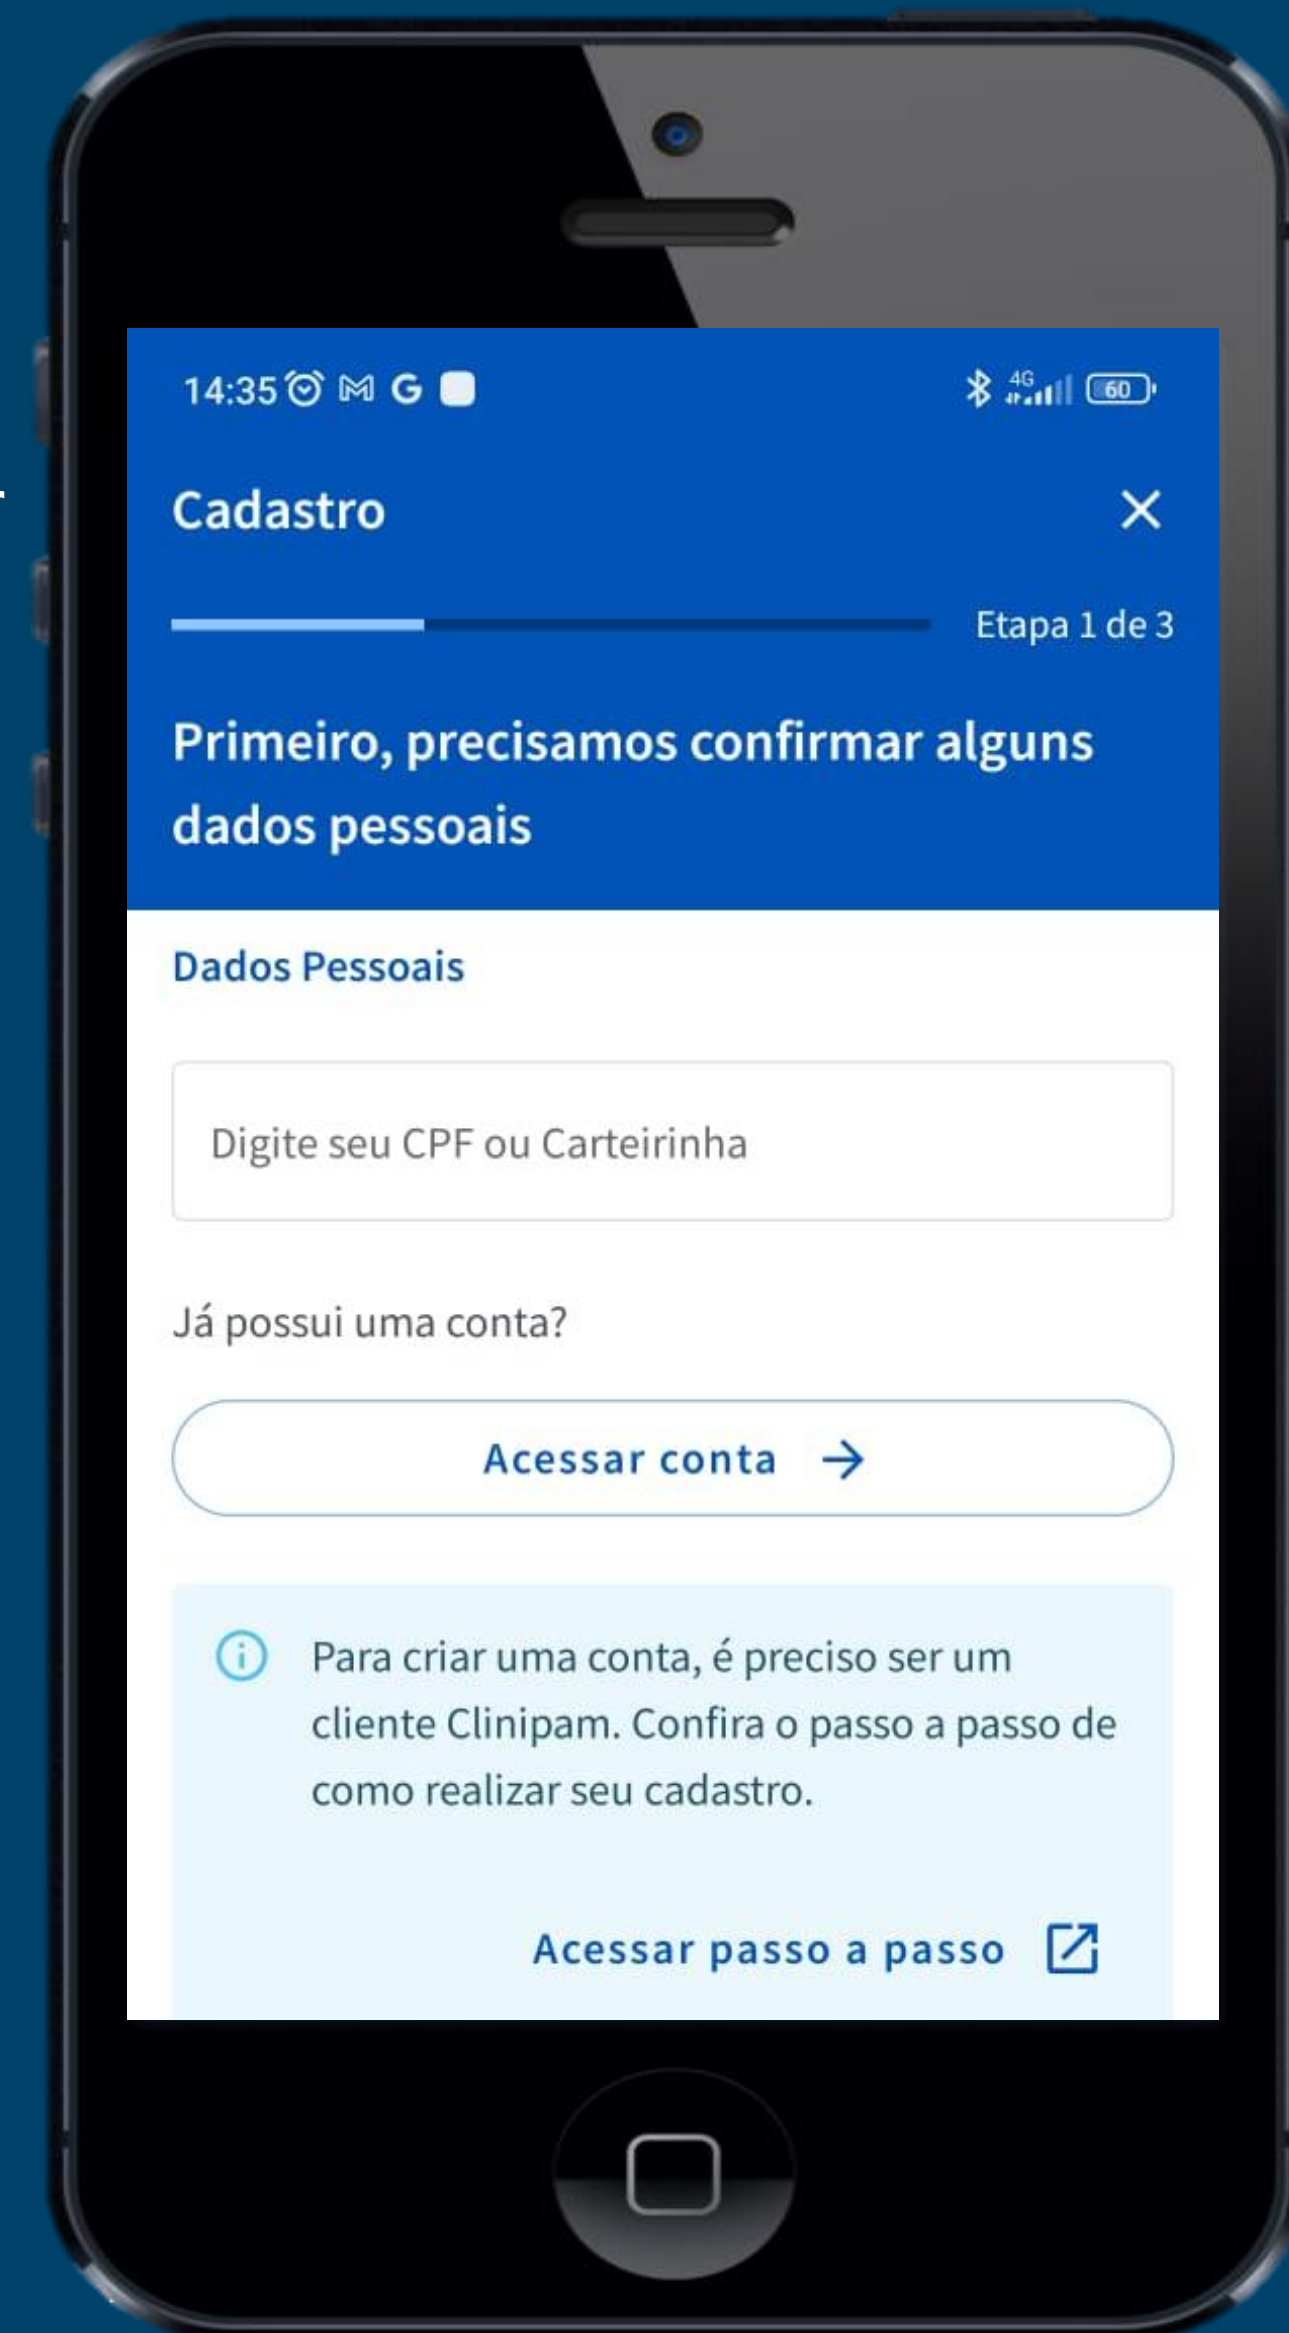 14:35 G 4G 60
Cadastro
Etapa 1 de 3
Primeiro, precisamos confirmar alguns
dados pessoais
Dados Pessoais
Digite seu CPF ou Carteirinha
Já possui uma conta?
Acessar conta
Para criar uma conta, é preciso ser um
cliente Clinipam. Confira o passo a passo de
como realizar seu cadastro.
Acessar passo a passo